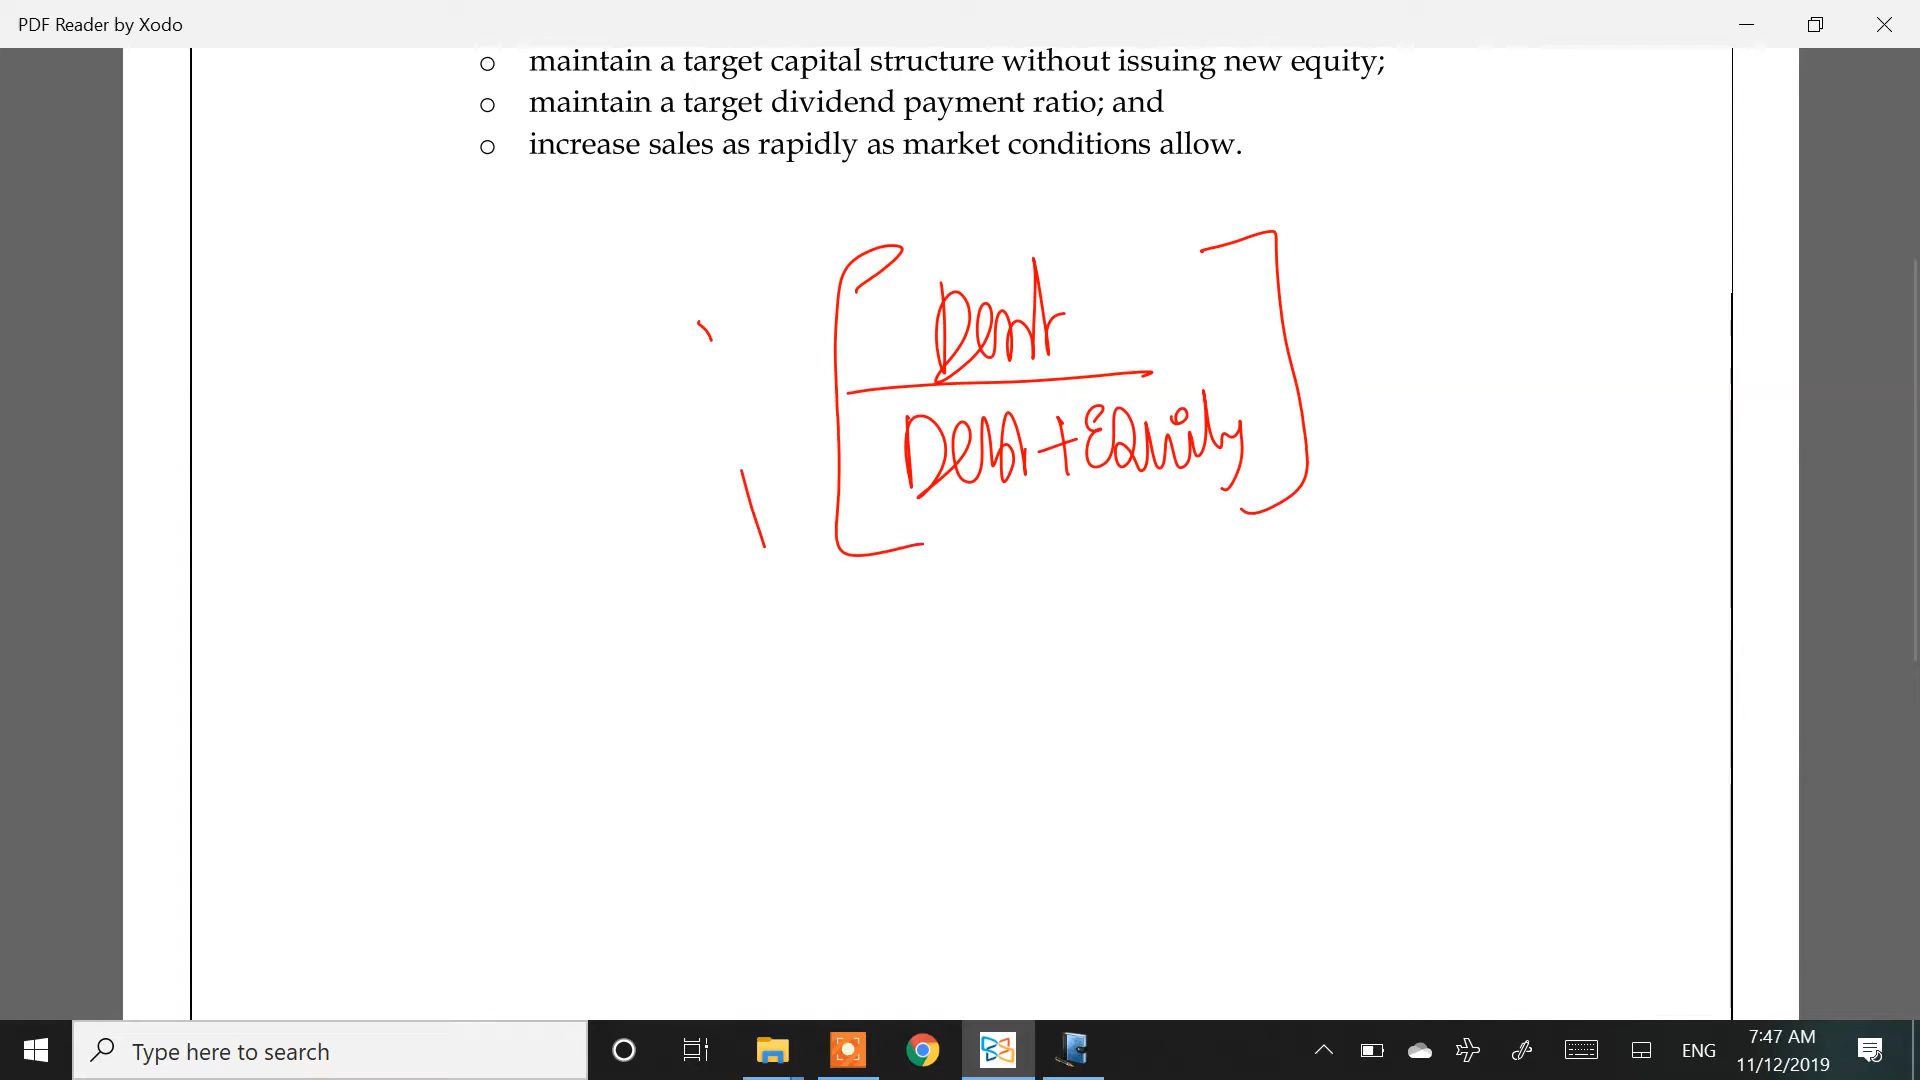 PDF Reader by Xodo
o maintain a target capital structure without issuing new equity;
o maintain a target dividend payment ratio; and
o increase sales as rapidly as market conditions allow.
Debt
Debt+Equity
Type here to search
ENG
7:47 AM
11/12/2019